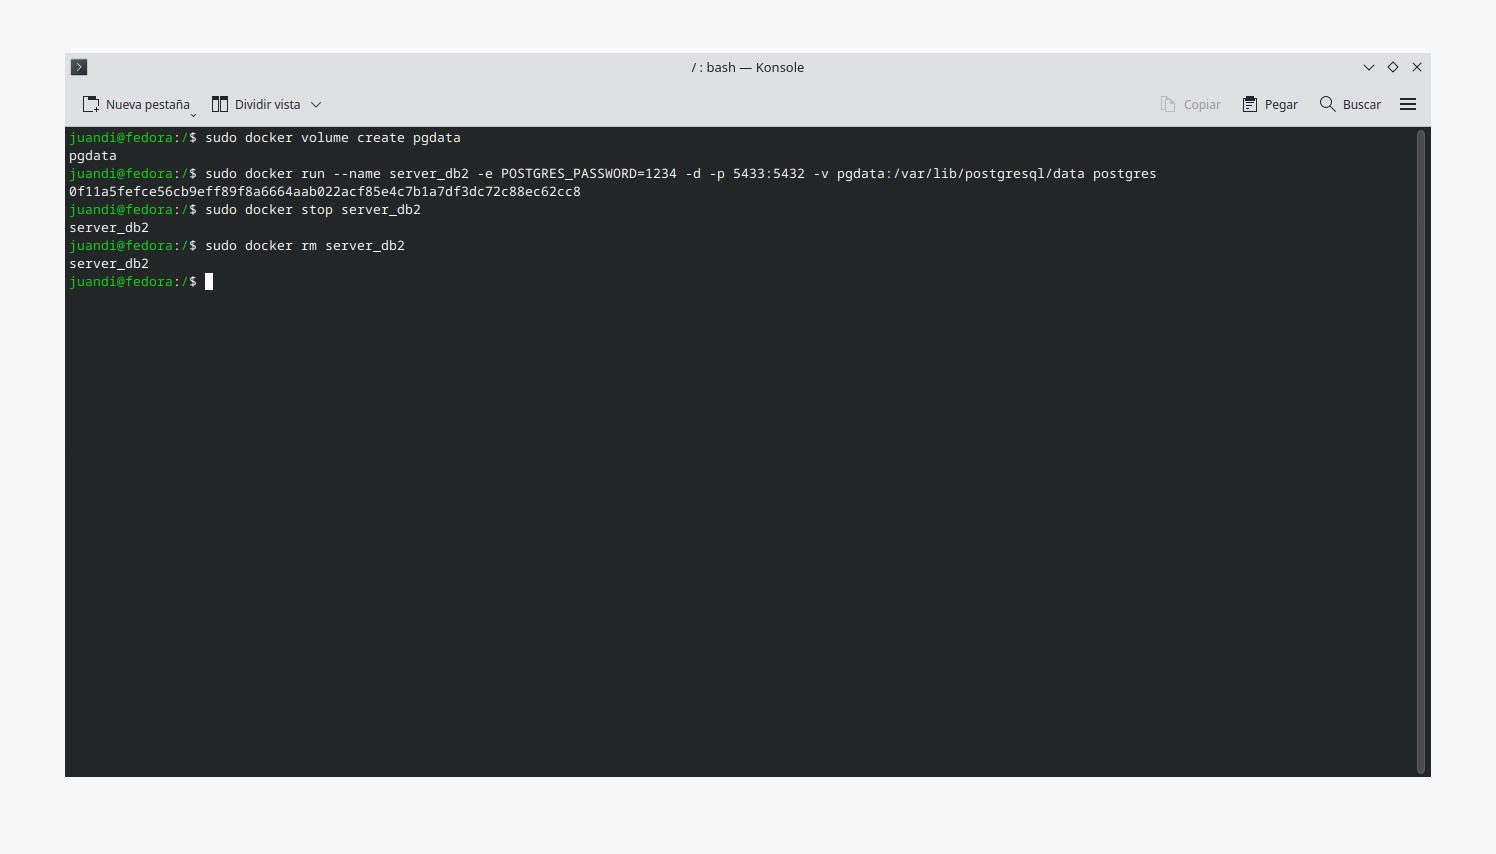 / : bash — Konsole
Nueva pestaña Dividir vista Copiar Pegar Buscar
juandi@fedora:/$ sudo docker volume create pgdata
pgdata
juandi@fedora:/$ sudo docker run --name server_db2 -e POSTGRES_PASSWORD=1234 -d -p 5433:5432 -v pgdata:/var/lib/postgresql/data postgres
0f11a5fefce56cb9eff89f8a6664aab022acf85e4c7b1a7df3dc72c88ec62cc8
juandi@fedora:/$ sudo docker stop server_db2
server_db2
juandi@fedora:/$ sudo docker rm server_db2
server_db2
juandi@fedora:/$